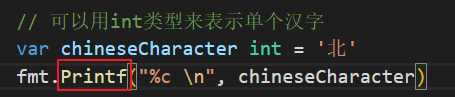 // 可以用int类型来表示单个汉字
var chineseCharacter int = '北'
fmt.Printf("%c \n", chineseCharacter)